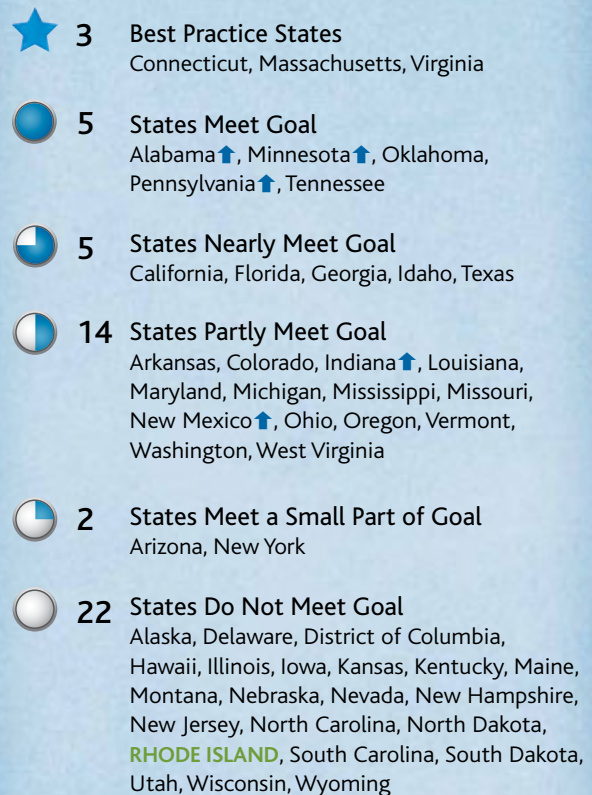 3 Best Practice States
Connecticut, Massachusetts, Virginia
5 States Meet Goal
Alabama⬆, Minnesota⬆, Oklahoma,
Pennsylvania⬆, Tennessee
5 States Nearly Meet Goal
California, Florida, Georgia, Idaho, Texas
14 States Partly Meet Goal
Arkansas, Colorado, Indiana⬆, Louisiana,
Maryland, Michigan, Mississippi, Missouri,
New Mexico⬆, Ohio, Oregon, Vermont,
Washington, West Virginia
2 States Meet a Small Part of Goal
Arizona, New York
22 States Do Not Meet Goal
Alaska, Delaware, District of Columbia,
Hawaii, Illinois, Iowa, Kansas, Kentucky, Maine,
Montana, Nebraska, Nevada, New Hampshire,
New Jersey, North Carolina, North Dakota,
RHODE ISLAND, South Carolina, South Dakota,
Utah, Wisconsin, Wyoming